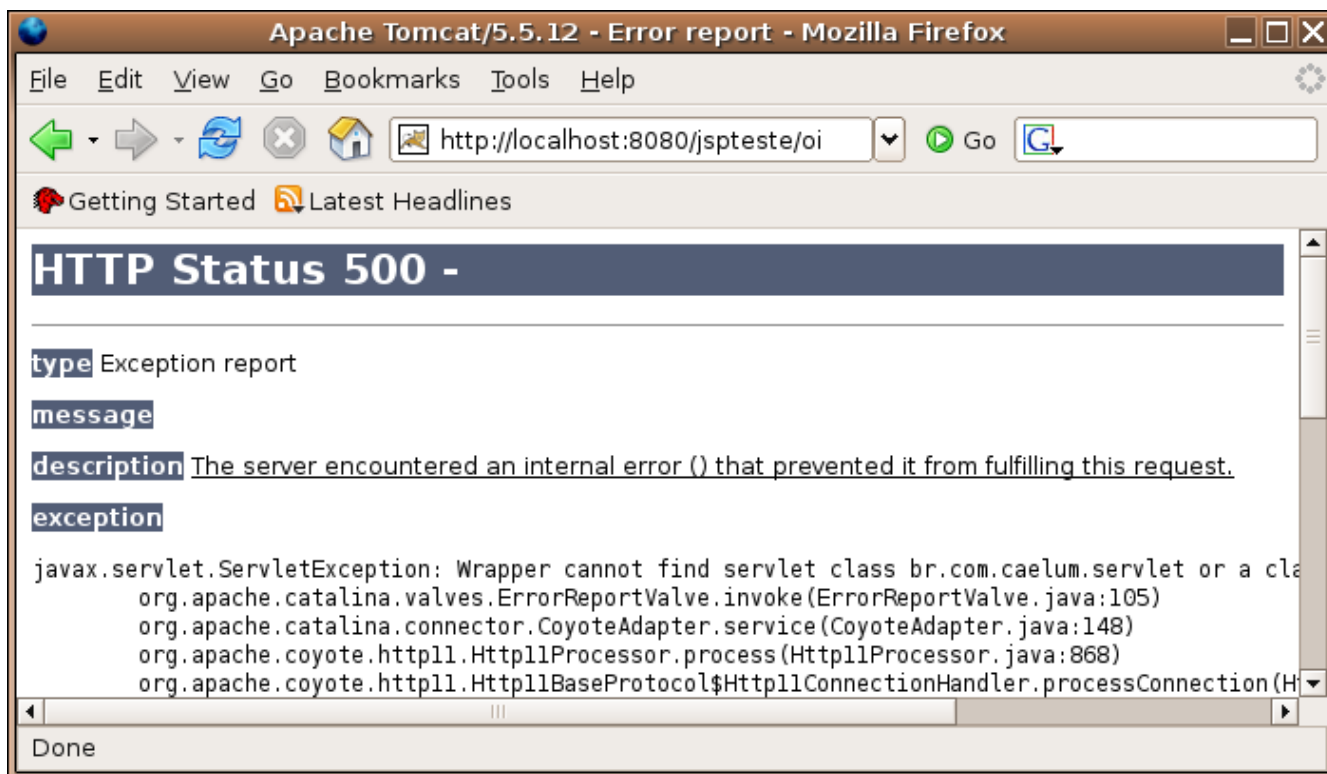 Apache Tomcat/5.5.12 - Error report - Mozilla Firefox
File Edit View Go Bookmarks Tools Help
http://localhost:8080/jspteste/oi Go G
Getting Started Latest Headlines
HTTP Status 500 -
type Exception report
message
description The server encountered an internal error () that prevented it from fulfilling this request.
exception
javax.servlet.ServletException: Wrapper cannot find servlet class br.com.caelum.servlet or a cla
org.apache.catalina.valves.ErrorReportValve.invoke(ErrorReportValve.java:105)
org.apache.catalina.connector.CoyoteAdapter.service(CoyoteAdapter.java:148)
org.apache.coyote.http11.Http11Processor.process(Http11Processor.java:868)
org.apache.coyote.http11.Http11BaseProtocol$Http11ConnectionHandler.processConnection(H
Done